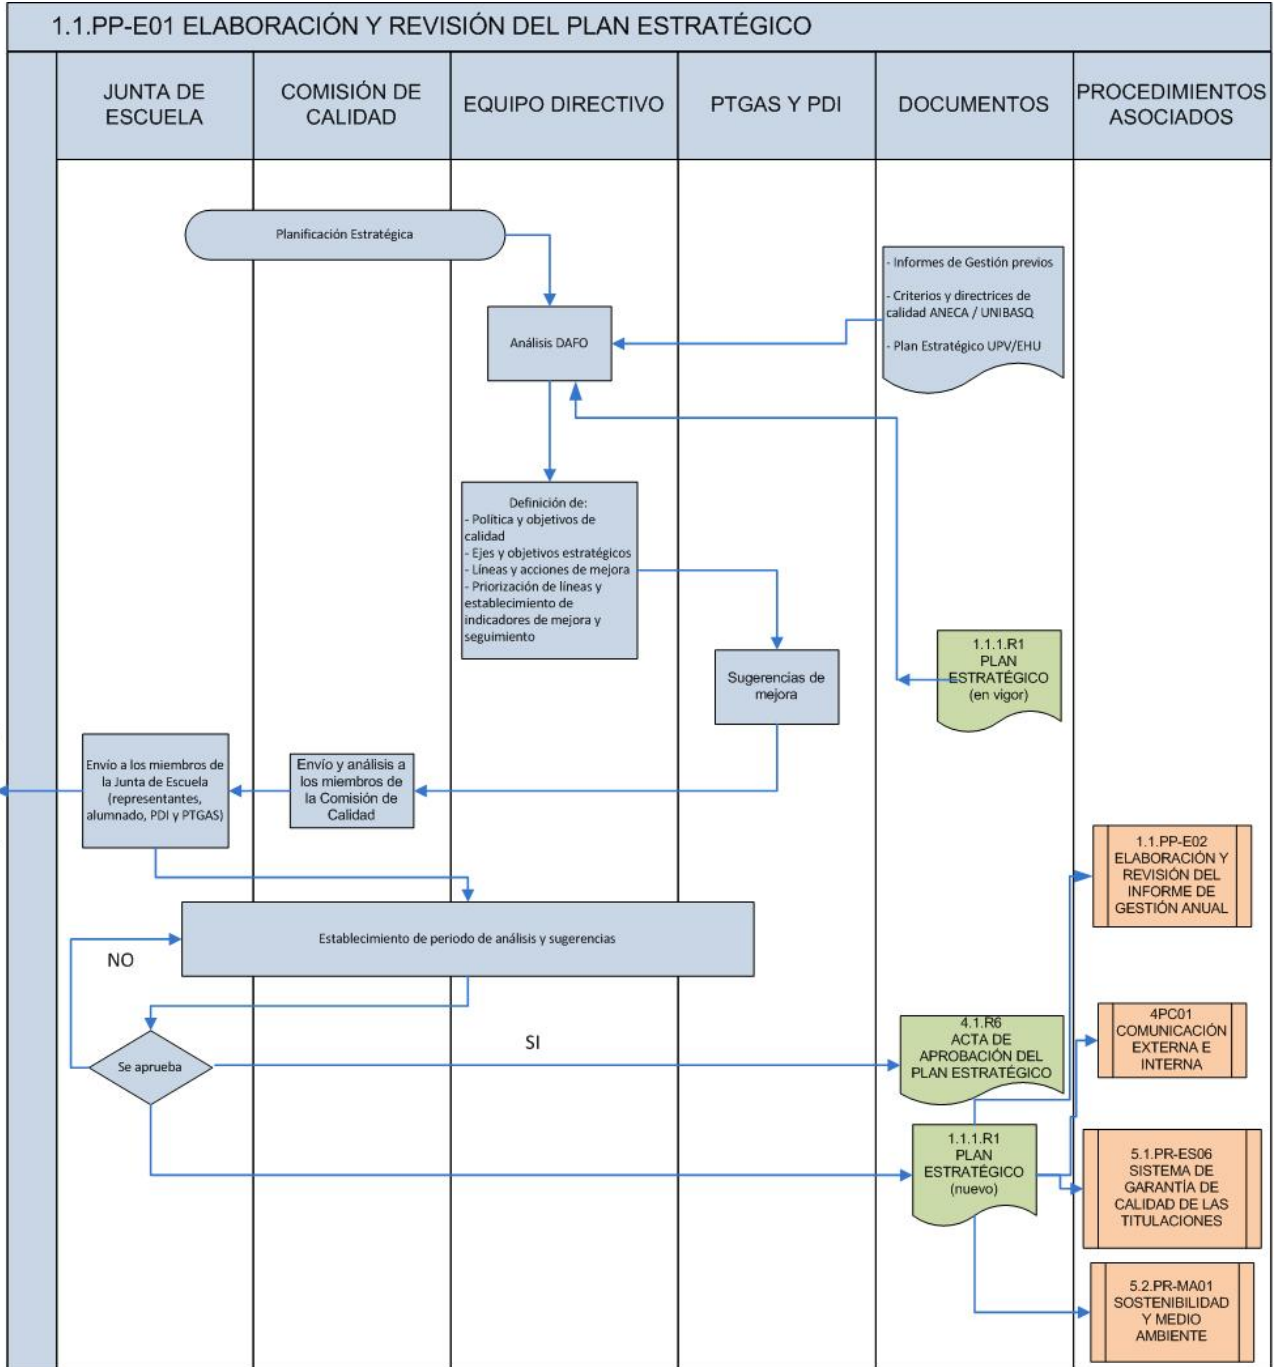 1.1.PP-E01 ELABORACIÓN Y REVISIÓN DEL PLAN ESTRATÉGICO
JUNTA DE
ESCUELA
COMISIÓN DE
CALIDAD
EQUIPO DIRECTIVO
PTGAS Y PDI
DOCUMENTOS
PROCEDIMIENTOS
ASOCIADOS
Planificación Estratégica
- Informes de Gestión previos
- Criterios y directrices de
calidad ANECA / UNIBASQ
- Plan Estratégico UPV/EHU
Análisis DAFO
Definición de:
- Política y objetivos de
calidad
- Ejes y objetivos estratégicos
- Líneas y acciones de mejora
- Priorización de líneas y
establecimiento de
indicadores de mejora y
seguimiento
1.1.1.R1
PLAN
ESTRATÉGICO
(en vigor)
Sugerencias de
mejora
Envío a los miembros de
la Junta de Escuela
(representantes,
alumnado, PDI y PTGAS)
Envío y análisis a
los miembros de
la Comisión de
Calidad
1.1.PP-E02
ELABORACIÓN Y
REVISIÓN DEL
INFORME DE
GESTIÓN ANUAL
Establecimiento de periodo de análisis y sugerencias
NO
4PC01
COMUNICACIÓN
EXTERNA E
INTERNA
4.1.R6
ACTA DE
APROBACIÓN DEL
PLAN ESTRATÉGICO
SI
Se aprueba
1.1.1.R1
PLAN
ESTRATÉGICO
(nuevo)
5.1.PR-ES06
SISTEMA DE
GARANTÍA DE
CALIDAD DE LAS
TITULACIONES
5.2.PR-MA01
SOSTENIBILIDAD
Y MEDIO
AMBIENTE